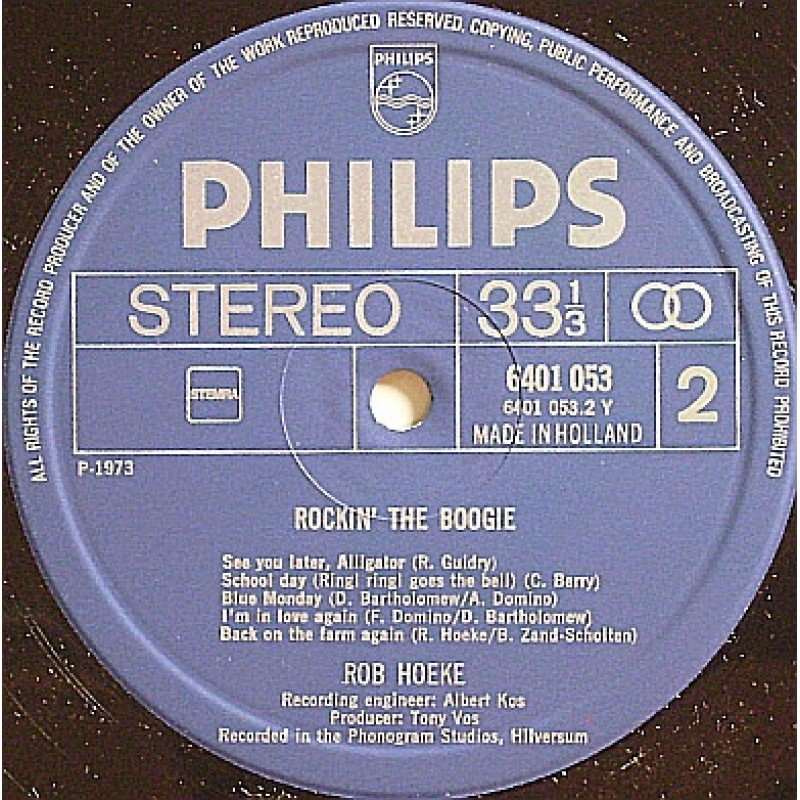 ALL RIGHTS OF THE RECORD PRODUCER AND OF THE OWNER OF THE WORK REPRODUCED RESERVED, COPYING, PUBLIC PERFORMANCE AND BROADCASTING OF THIS RECORD PROHIBITED
PHILIPS
PHILIPS
STEREO 33 1/3
STEMRA
6401 053
6401 053.2 Y
MADE IN HOLLAND
2
P-1973
ROCKIN' THE BOOGIE
See you later, Alligator (R. Guidry)
School day (Ring! ring! goes the bell) (C. Berry)
Blue Monday (D. Bartholomew/A. Domino)
I'm in love again (F. Domino/D. Bartholomew)
Back on the farm again (R. Hoeke/B. Zand-Scholten)
ROB HOEKE
Recording engineer: Albert Kos
Producer: Tony Vos
Recorded in the Phonogram Studios, Hilversum